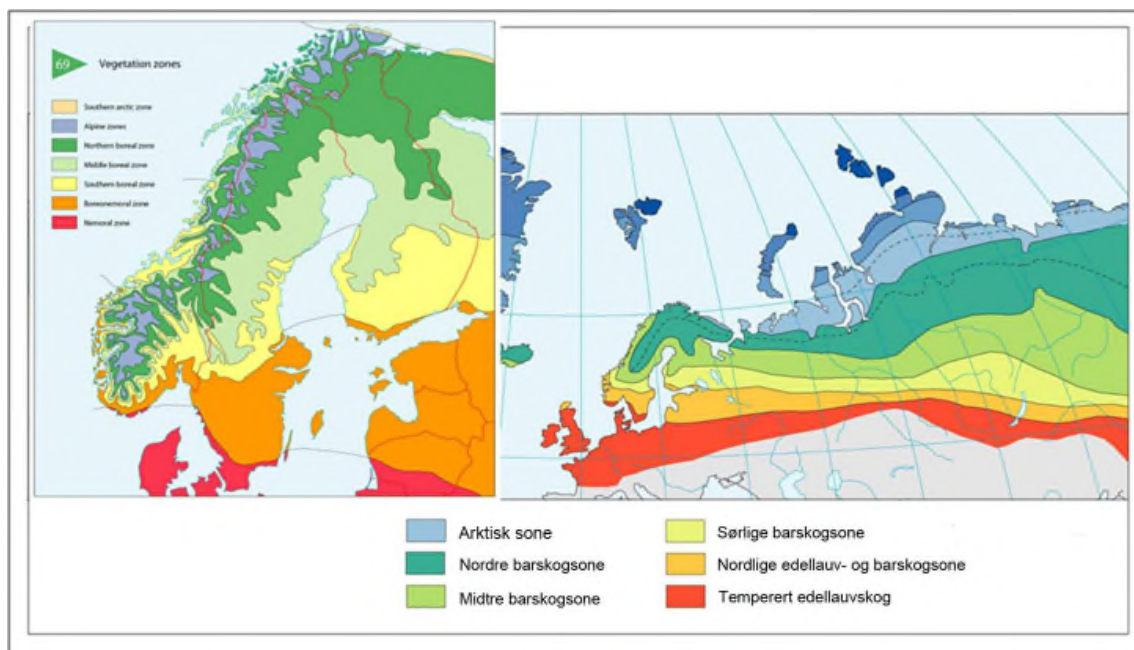 69 Vegetation zones
Southern arctic zone
Alpine zones
Northern boreal zone
Middle boreal zone
Southern boreal zone
Boreonemoral zone
Nemoral zone
Arktisk sone
Nordre barskogsone
Midtre barskogsone
Sørlige barskogsone
Nordlige edellauv- og barskogsone
Temperert edellauvskog